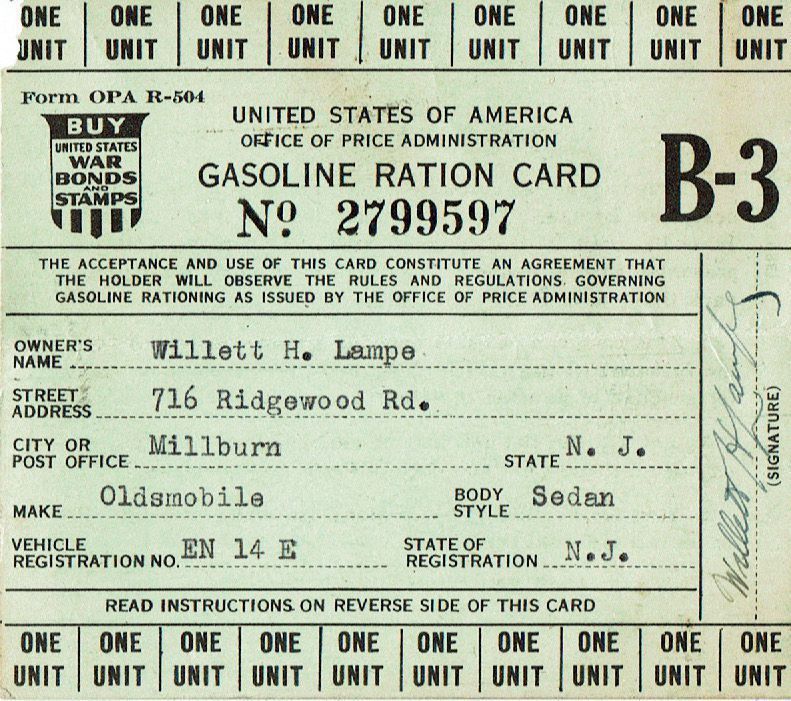 ONE ONE ONE ONE ONE ONE ONE ONE ONE
UNIT UNIT UNIT UNIT UNIT UNIT UNIT UNIT UNIT
Form OPA R-504
BUY
UNITED STATES
WAR
BONDS
AND
STAMPS
UNITED STATES OF AMERICA
OFFICE OF PRICE ADMINISTRATION
GASOLINE RATION CARD
No. 2799597
B-3
THE ACCEPTANCE AND USE OF THIS CARD CONSTITUTE AN AGREEMENT THAT
THE HOLDER WILL OBSERVE THE RULES AND REGULATIONS GOVERNING
GASOLINE RATIONING AS ISSUED BY THE OFFICE OF PRICE ADMINISTRATION
OWNER'S
NAME Willett H. Lampe
STREET
ADDRESS 716 Ridgewood Rd.
CITY OR
POST OFFICE Millburn STATE N. J.
MAKE Oldsmobile BODY
STYLE Sedan
VEHICLE
REGISTRATION NO. EN 14 E STATE OF
REGISTRATION N.J.
Willett H Lampe
(SIGNATURE)
READ INSTRUCTIONS ON REVERSE SIDE OF THIS CARD
ONE ONE ONE ONE ONE ONE ONE ONE ONE ONE
UNIT UNIT UNIT UNIT UNIT UNIT UNIT UNIT UNIT UNIT